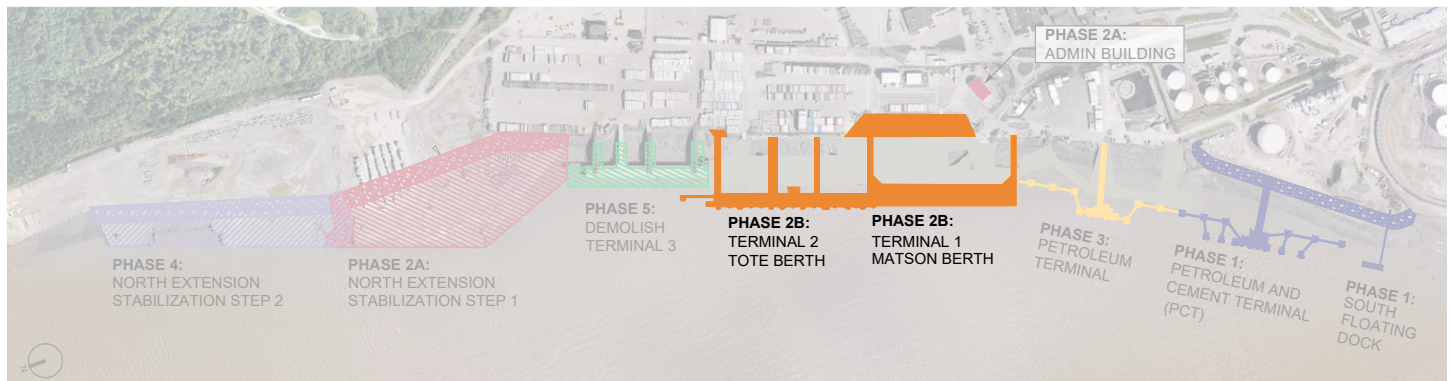 PHASE 2A:
ADMIN BUILDING
PHASE 5:
DEMOLISH
TERMINAL 3
PHASE 2B:
TERMINAL 2
TOTE BERTH
PHASE 2B:
TERMINAL 1
MATSON BERTH
PHASE 3:
PETROLEUM
TERMINAL
PHASE 1:
PETROLEUM AND
CEMENT TERMINAL
(PCT)
PHASE 1:
SOUTH
FLOATING
DOCK
PHASE 4:
NORTH EXTENSION
STABILIZATION STEP 2
PHASE 2A:
NORTH EXTENSION
STABILIZATION STEP 1
N